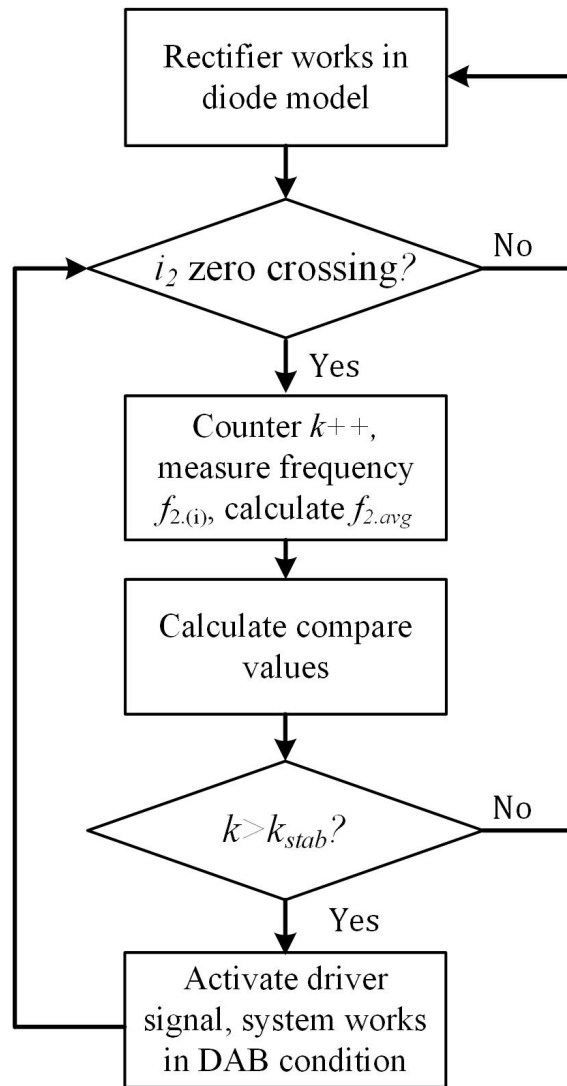 Rectifier works in
diode model
i₂ zero crossing?
No
Yes
Counter k++,
measure frequency
f₂.₍ᵢ₎, calculate f₂.avg
Calculate compare
values
k>kstab?
No
Yes
Activate driver
signal, system works
in DAB condition